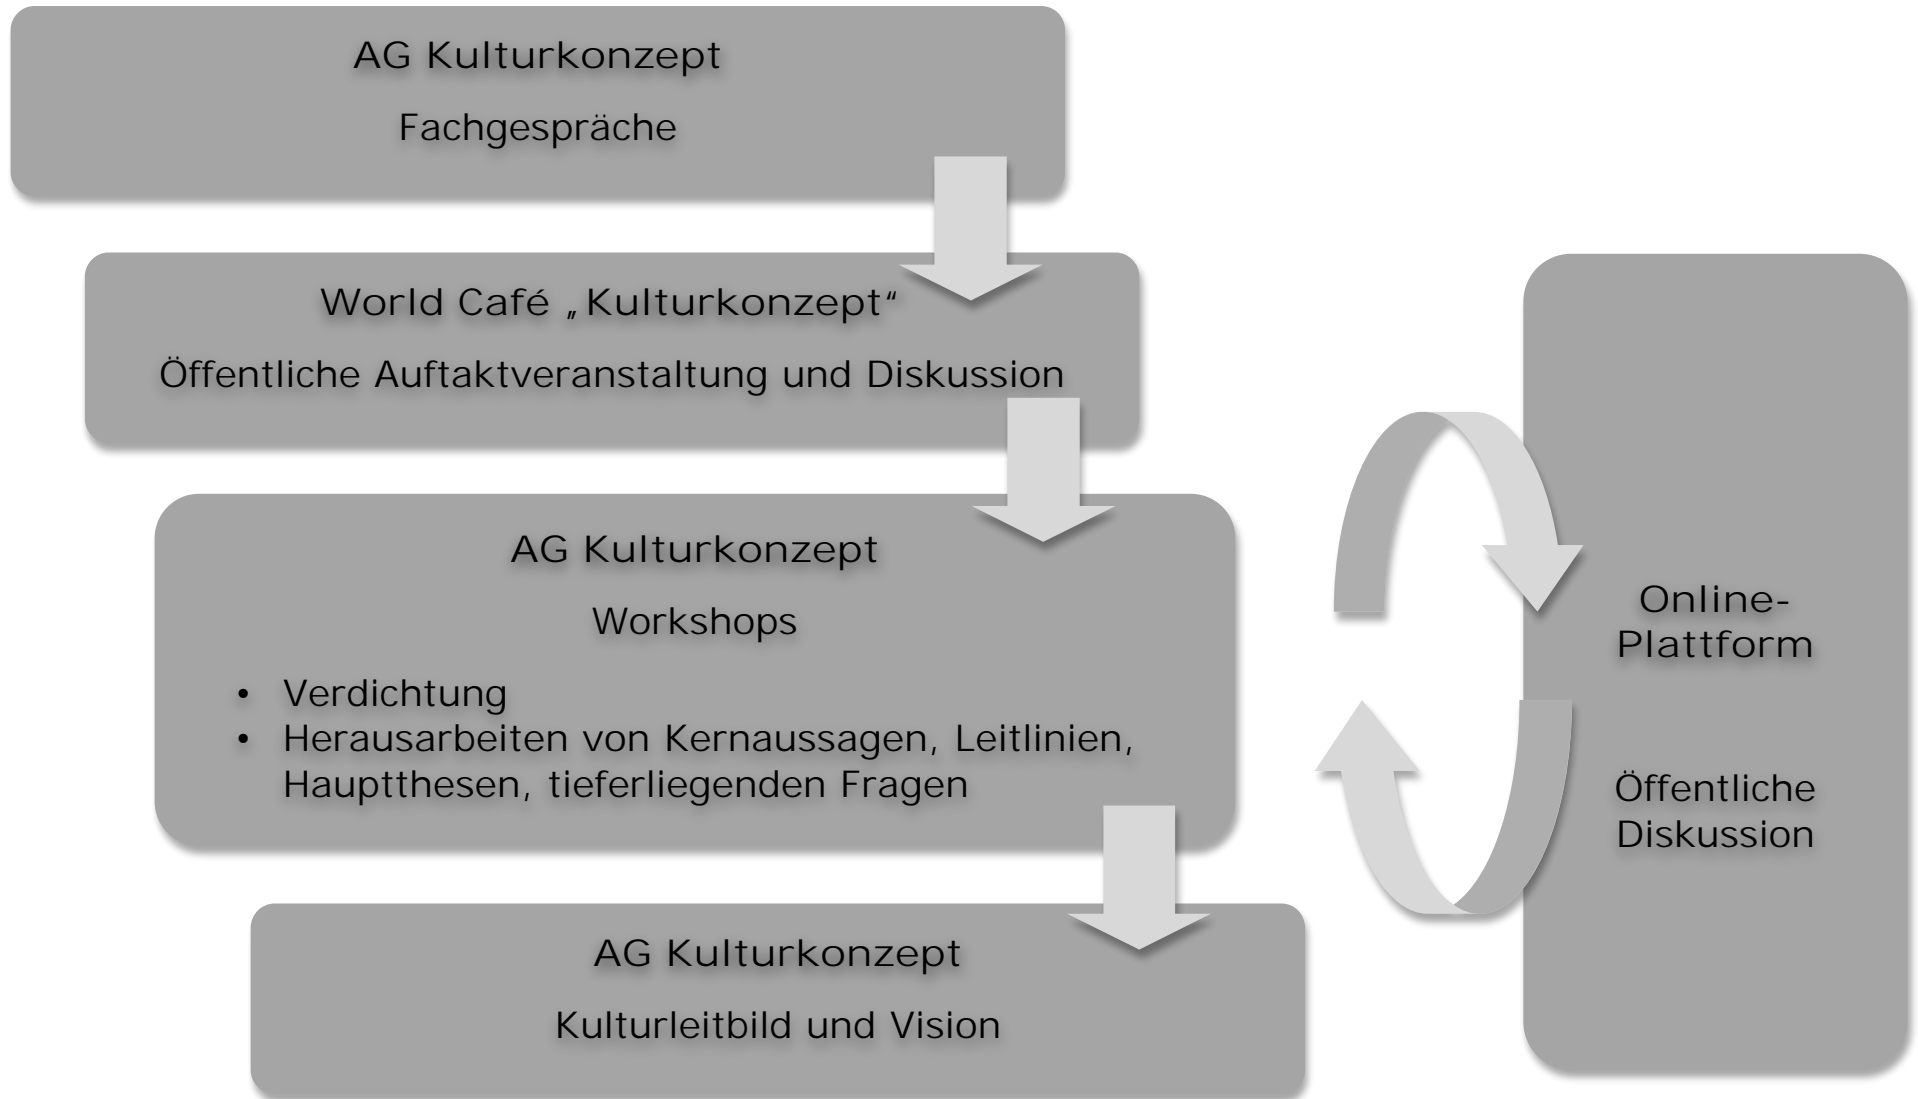 AG Kulturkonzept
Fachgespräche
World Café „Kulturkonzept“
Öffentliche Auftaktveranstaltung und Diskussion
AG Kulturkonzept
Workshops
• Verdichtung
• Herausarbeiten von Kernaussagen, Leitlinien,
Hauptthesen, tieferliegenden Fragen
AG Kulturkonzept
Kulturleitbild und Vision
Online-
Plattform
Öffentliche
Diskussion